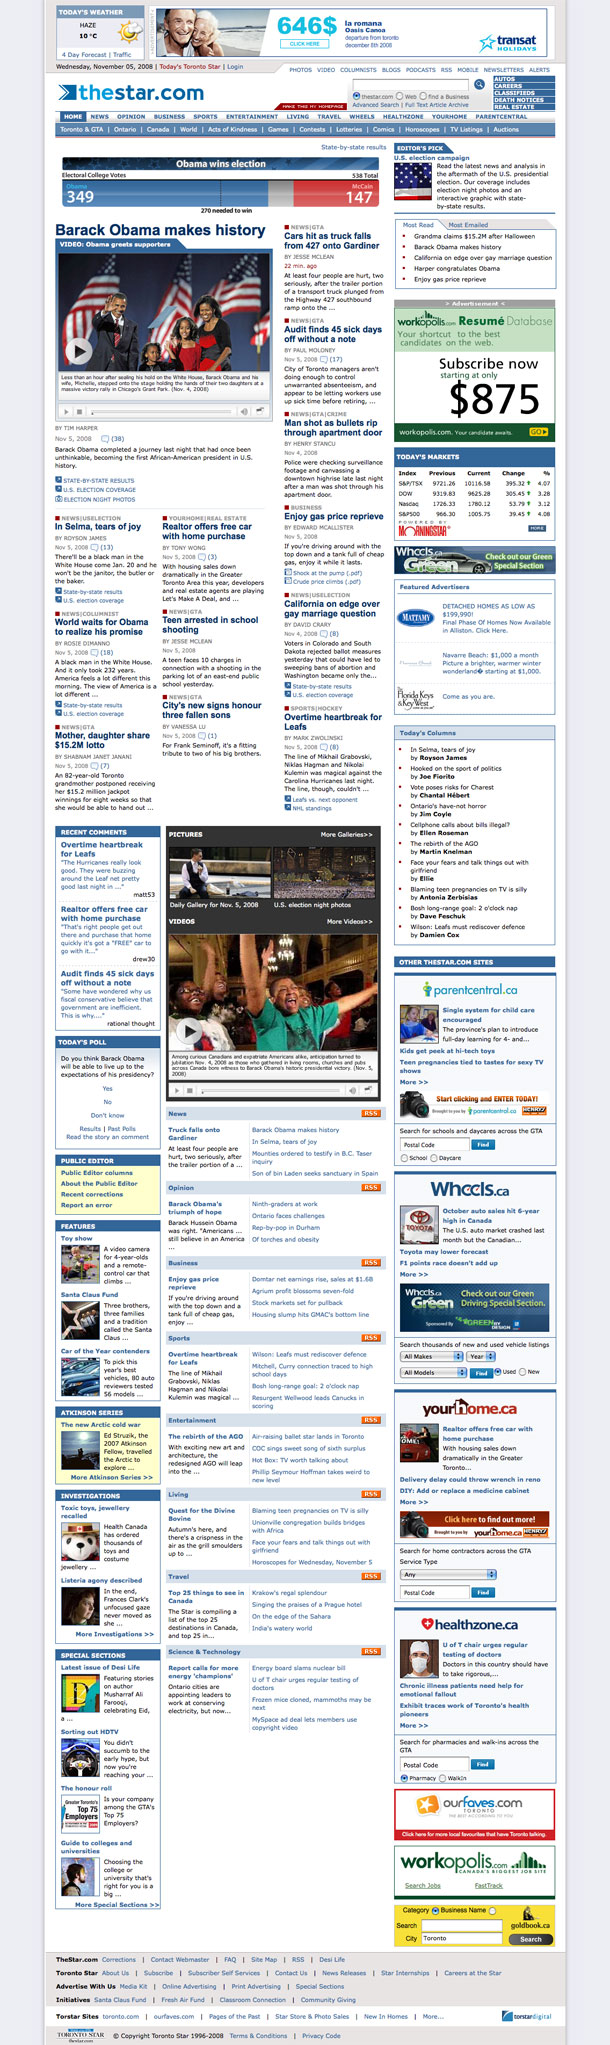 TODAY'S WEATHER
HAZE
10 °C
4 Day Forecast | Traffic
646$
CLICK HERE
la romana
Oasis Canoa
departure from toronto
december 8th 2008
transat
HOLIDAYS
Wednesday, November 05, 2008 | Today's Toronto Star | Login
PHOTOS VIDEO COLUMNISTS BLOGS PODCASTS RSS MOBILE NEWSLETTERS ALERTS
thestar.com
MAKE THIS MY HOMEPAGE
thestar.com Web find a Business
Advanced Search | Full Text Article Archive
AUTOS
CAREERS
CLASSIFIEDS
DEATH NOTICES
REAL ESTATE
HOME NEWS OPINION BUSINESS SPORTS ENTERTAINMENT LIVING TRAVEL WHEELS HEALTHZONE YOURHOME PARENTCENTRAL
Toronto & GTA | Ontario | Canada | World | Acts of Kindness | Games | Contests | Lotteries | Comics | Horoscopes | TV Listings | Auctions
State-by-state results
Obama wins election
Electoral College Votes
538 Total
Obama
349
McCain
147
270 needed to win
Barack Obama makes history
VIDEO: Obama greets supporters
Less than an hour after sealing his hold on the White House, Barack Obama and his
wife, Michelle, stepped onto the stage holding the hands of their two daughters at a
massive victory rally in Chicago's Grant Park. (Nov. 4, 2008)
BY TIM HARPER
Nov 5, 2008 (38)
Barack Obama completed a journey last night that had once been
unthinkable, becoming the first African-American president in U.S.
history.
STATE-BY-STATE RESULTS
U.S. ELECTION COVERAGE
ELECTION NIGHT PHOTOS
NEWS|USELECTION
In Selma, tears of joy
BY ROYSON JAMES
Nov 5, 2008 (13)
There'll be a black man in the
White House come Jan. 20 and he
won't be the janitor, the butler or
the baker.
State-by-state results
U.S. election coverage
NEWS|COLUMNIST
World waits for Obama
to realize his promise
BY ROSIE DIMANNO
Nov 5, 2008 (18)
A black man in the White House.
And it only took 232 years.
America feels a lot different this
morning. The view of America is a
lot different ...
State-by-state results
U.S. election coverage
NEWS|GTA
Mother, daughter share
$15.2M lotto
BY SHABNAM JANET JANANI
Nov 5, 2008 (7)
An 82-year-old Toronto
grandmother postponed receiving
her $15.2 million jackpot
winnings for eight weeks so that
she would be able to hand out ...
YOURHOME|REAL ESTATE
Realtor offers free car
with home purchase
BY TONY WONG
Nov 5, 2008 (3)
With housing sales down
dramatically in the Greater
Toronto Area this year, developers
and real estate agents are playing
Let's Make A Deal, and ...
NEWS|GTA
Teen arrested in school
shooting
BY JESSE MCLEAN
Nov 5, 2008
A teen faces 10 charges in
connection with a shooting in the
parking lot of an east-end public
school yesterday.
NEWS|GTA
City's new signs honour
three fallen sons
BY VANESSA LU
Nov 5, 2008 (1)
For Frank Seminoff, it's a fitting
tribute to two of his big brothers.
NEWS|GTA
Cars hit as truck falls
from 427 onto Gardiner
BY JESSE MCLEAN
22 min. ago
At least four people are hurt, two
seriously, after the trailer portion
of a transport truck plunged from
the Highway 427 southbound
ramp onto the ...
NEWS|GTA
Audit finds 45 sick days
off without a note
BY PAUL MOLONEY
Nov 5, 2008 (17)
City of Toronto managers aren't
doing enough to control
unwarranted absenteeism, and
appear to be letting workers use
up sick time before retiring, ...
NEWS|GTA|CRIME
Man shot as bullets rip
through apartment door
BY HENRY STANCU
Nov 4, 2008
Police were checking surveillance
footage and canvassing a
downtown highrise late last night
after a man was shot through his
apartment door.
BUSINESS
Enjoy gas price reprieve
BY EDWARD MCALLISTER
Nov 5, 2008
If you're driving around with the
top down and a tank full of cheap
gas, enjoy it while it lasts.
Shock at the pump (.pdf)
Crude price climbs (.pdf)
NEWS|USELECTION
California on edge over
gay marriage question
BY DAVID CRARY
Nov 4, 2008 (8)
Voters in Colorado and South
Dakota rejected ballot measures
yesterday that could have led to
sweeping bans of abortion and
Washington became only the...
State-by-state results
U.S. election coverage
SPORTS|HOCKEY
Overtime heartbreak for
Leafs
BY MARK ZWOLINSKI
Nov 5, 2008 (8)
The line of Mikhail Grabovski,
Niklas Hagman and Nikolai
Kulemin was magical against the
Carolina Hurricanes last night.
The line, though, couldn't ...
Leafs vs. next opponent
NHL standings
EDITOR'S PICK
U.S. election campaign
Read the latest news and analysis in
the aftermath of the U.S. presidential
election. Our coverage includes
election night photos and an
interactive graphic with state-
by-state results.
Most Read Most Emailed
Grandma claims $15.2M after Halloween
Barack Obama makes history
California on edge over gay marriage question
Harper congratulates Obama
Enjoy gas price reprieve
> Advertisement <
workopolis.com Resumé Database
Your shortcut to the best
candidates on the web.
Subscribe now
starting at only
$875
workopolis.com. Your candidate awaits. GO
TODAY'S MARKETS
Index Previous Current Change %
S&P/TSX 9721.26 10116.58 395.32 4.07
DOW 9319.83 9625.28 305.45 3.28
Nasdaq 1726.33 1780.12 53.79 3.12
S&P500 966.30 1005.75 39.45 4.08
POWERED BY
MORNINGSTAR
MORE
Wheels.ca Check out our Green
Special Section
Featured Advertisers
MATTAMY
DETACHED HOMES AS LOW AS
$199,990!
Final Phase Of Homes Now Available
in Alliston. Click Here.
Navarre Beach: $1,000 a month
Picture a brighter, warmer winter
wonderland� starting at $1,000.
The Florida Keys
& Key West
Come as you are.
Today's Columns
In Selma, tears of joy
by Royson James
Hooked on the sport of politics
by Joe Fiorito
Vote poses risks for Charest
by Chantal Hébert
Ontario's have-not horror
by Jim Coyle
Cellphone calls about bills illegal?
by Ellen Roseman
The rebirth of the AGO
by Martin Knelman
Face your fears and talk things out with
girlfriend
by Ellie
Blaming teen pregnancies on TV is silly
by Antonia Zerbisias
Bosh long-range goal: 2 o'clock nap
by Dave Feschuk
Wilson: Leafs must rediscover defence
by Damien Cox
RECENT COMMENTS
Overtime heartbreak
for Leafs
"The Hurricanes really look
good. They were buzzing
around the Leaf net pretty
good last night in ..."
matt53
Realtor offers free car
with home purchase
"That's right people get out
there and purchase that home
quickly it's got a "FREE" car to
go with it..."
drew30
Audit finds 45 sick days
off without a note
"Some have wondered why us
fiscal conservative believe that
government are inefficient.
This is why...."
rational thought
TODAY'S POLL
Do you think Barack Obama
will be able to live up to the
expectations of his presidency?
Yes
No
Don't know
Results | Past Polls
Read the story an comment
PUBLIC EDITOR
Public Editor columns
About the Public Editor
Recent corrections
Report an error
FEATURES
Toy show
A video camera
for 4-year-olds
and a remote-
control car that
climbs ...
Santa Claus Fund
Three brothers,
three families
and a tradition
called the Santa
Claus ...
Car of the Year contenders
To pick this
year's best
vehicles, 80 auto
reviewers tested
56 models ...
ATKINSON SERIES
The new Arctic cold war
Ed Struzik, the
2007 Atkinson
Fellow, travelled
the Arctic to
explore ...
More Atkinson Series >>
INVESTIGATIONS
Toxic toys, jewellery
recalled
Health Canada
has ordered
thousands of
toys and
costume
jewellery ...
Listeria agony described
In the end,
Frances Clark's
unfocused gaze
never moved as
she ...
More Investigations >>
SPECIAL SECTIONS
Latest issue of Desi Life
Featuring stories
on author
Musharraf Ali
Farooqi,
celebrating Eid,
a ...
Sorting out HDTV
You didn't
succumb to the
early hype, but
now you're
reaching your ...
The honour roll
Greater Toronto's
Top 75
Employers
Is your company
among the GTA's
Top 75
Employers?
Guide to colleges and
universities
Choosing the
college or
university that's
right for you is a
big ...
More Special Sections >>
PICTURES More Galleries>>
Daily Gallery for Nov. 5, 2008
U.S. election night photos
VIDEOS More Videos>>
Among curious Canadians and expatriate Americans alike, anticipation turned to
jubilation Nov. 4, 2008 as those who gathered in living rooms, churches and pubs
across Canada bore witness to Barack Obama's historic presidential victory. (Nov. 5,
2008)
News RSS
Truck falls onto
Gardiner
At least four people are
hurt, two seriously, after
the trailer portion of a ...
Barack Obama makes history
In Selma, tears of joy
Mounties ordered to testify in B.C. Taser
inquiry
Son of bin Laden seeks sanctuary in Spain
Opinion RSS
Barack Obama's
triumph of hope
Barack Hussein Obama
was right. "Americans ...
still believe in an America
...
Ninth-graders at work
Ontario faces challenges
Rep-by-pop in Durham
Of torches and obesity
Business RSS
Enjoy gas price
reprieve
If you're driving around
with the top down and a
tank full of cheap gas,
enjoy ...
Domtar net earnings rise, sales at $1.6B
Agrium profit blossoms seven-fold
Stock markets set for pullback
Housing slump hits GMAC's bottom line
Sports RSS
Overtime heartbreak
for Leafs
The line of Mikhail
Grabovski, Niklas
Hagman and Nikolai
Kulemin was magical ...
Wilson: Leafs must rediscover defence
Mitchell, Curry connection traced to high
school days
Bosh long-range goal: 2 o'clock nap
Resurgent Wellwood leads Canucks in
scoring
Entertainment RSS
The rebirth of the AGO
With exciting new art and
architecture, the
redesigned AGO will leap
into the ...
Air-raising ballet star lands in Toronto
COC sings sweet song of sixth surplus
Hot Box: TV worth talking about
Phillip Seymour Hoffman takes weird to
new level
Living RSS
Quest for the Divine
Bovine
Autumn's here, and
there's a crispness in the
air as the grill smoulders
up to ...
Blaming teen pregnancies on TV is silly
Unionville congregation builds bridges
with Africa
Face your fears and talk things out with
girlfriend
Horoscopes for Wednesday, November 5
Travel RSS
Top 25 things to see in
Canada
The Star is compiling a
list of the top 25
destinations in Canada,
and top 25 in...
Krakow's regal splendour
Singing the praises of a Prague hotel
On the edge of the Sahara
India's watery world
Science & Technology RSS
Report calls for more
energy 'champions'
Ontario cities are
appointing leaders to
work at conserving
electricity, but now...
Energy board slams nuclear bill
U of T chair urges regular testing of
doctors
Frozen mice cloned, mammoths may be
next
MySpace ad deal lets members use
copyright video
OTHER THESTAR.COM SITES
parentcentral.ca
Single system for child care
encouraged
The province's plan to introduce
full-day learning for 4- and...
Kids get peek at hi-tech toys
Teen pregnancies tied to tastes for sexy TV
shows
More >>
Start clicking and ENTER TODAY!
Brought to you by parentcentral.ca HENRY'S
Search for schools and daycares across the GTA
Postal Code Find
School Daycare
Wheels.ca
October auto sales hit 6-year
high in Canada
The U.S. auto market crashed last
month but the Canadian...
Toyota may lower forecast
F1 points race doesn't add up
More >>
Wheels.ca
Green
Check out our Green
Driving Special Section.
Sponsored By GREEN BY DESIGN
Search thousands of new and used vehicle listings
All Makes Year
All Models Find Used New
yourhome.ca
Realtor offers free car with
home purchase
With housing sales down
dramatically in the Greater
Toronto...
Delivery delay could throw wrench in reno
DIY: Add or replace a medicine cabinet
More >>
Click here to find out more!
Brought to you by yourhome.ca HENRY'S
Search for home contractors across the GTA
Service Type
Any
Postal Code Find
healthzone.ca
U of T chair urges regular
testing of doctors
Doctors in this country should have
to take rigorous,...
Chronic illness patients need help for
emotional fallout
Exhibit traces work of Toronto's health
pioneers
More >>
Search for pharmacies and walk-ins across the
GTA
Postal Code Find
Pharmacy WalkIn
ourfaves.com
TORONTO
THE BEST ACCORDING TO YOU
Click here for more local favourites that have Toronto talking.
workopolis.com
CANADA'S BIGGEST JOB SITE
Search Jobs FastTrack
Category Business Name
Search
City Toronto
goldbook.ca
Search
TheStar.com Corrections | Contact Webmaster | FAQ | Site Map | RSS | Desi Life
Toronto Star About Us | Subscribe | Subscriber Self Services | Contact Us | News Releases | Star Internships | Careers at the Star
Advertise With Us Media Kit | Online Advertising | Print Advertising | Special Sections
Initiatives Santa Claus Fund | Fresh Air Fund | Classroom Connection | Community Giving
Torstar Sites toronto.com | ourfaves.com | Pages of the Past | Star Store & Photo Sales | New In Homes | More...
torstardigital
TORONTO STAR
thestar.com
© Copyright Toronto Star 1996-2008 Terms & Conditions | Privacy Code